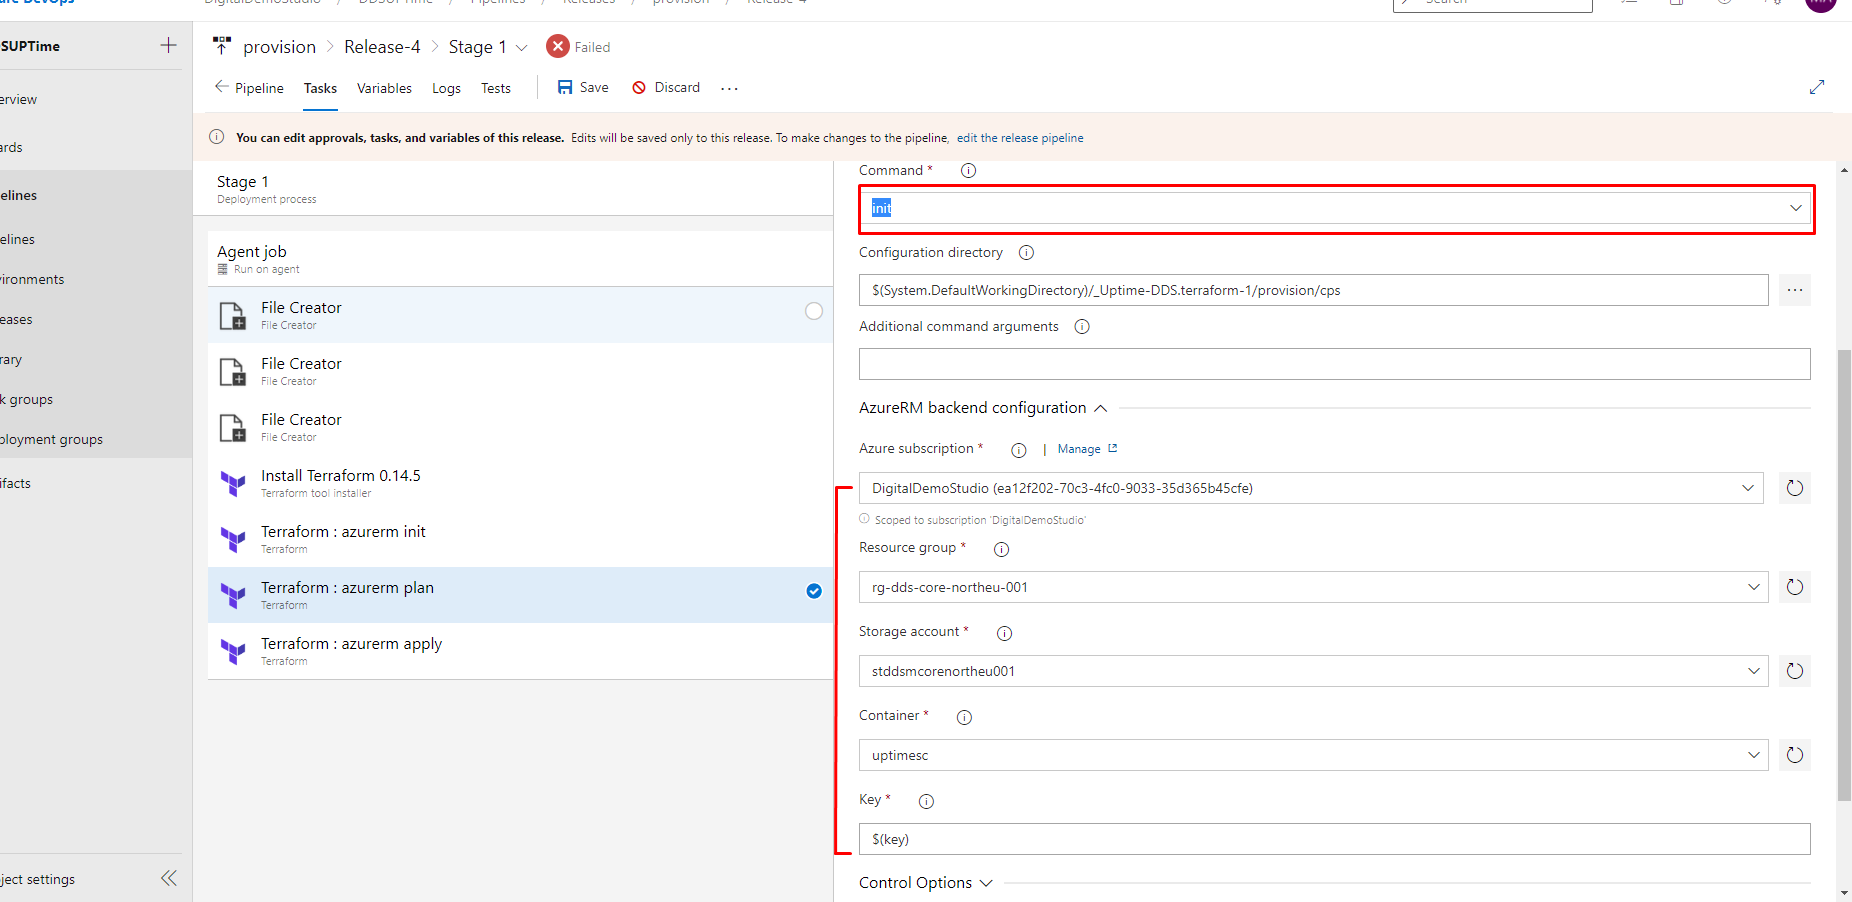 DevOps
provision
Release-4
SUPTime
provision
Release-4
Stage 1
Failed
Pipeline
Tasks
Variables
Logs
Tests
Save
Discard
...
erview
ards
elines
elines
vironments
eases
rary
k groups
ployment groups
ifacts
ject settings
You can edit approvals, tasks, and variables of this release. Edits will be saved only to this release. To make changes to the pipeline, edit the release pipeline
Stage 1
Deployment process
Agent job
Run on agent
File Creator
File Creator
File Creator
File Creator
File Creator
File Creator
Install Terraform 0.14.5
Terraform tool installer
Terraform : azurerm init
Terraform
Terraform : azurerm plan
Terraform
Terraform : azurerm apply
Terraform
Command *
init
Configuration directory
$(System.DefaultWorkingDirectory)/_Uptime-DDS.terraform-1/provision/cps
...
Additional command arguments
AzureRM backend configuration
Azure subscription * | Manage
DigitalDemoStudio (ea12f202-70c3-4fc0-9033-35d365b45cfe)
Scoped to subscription 'DigitalDemoStudio'
Resource group *
rg-dds-core-northeu-001
Storage account *
stddsmcorenortheu001
Container *
uptimesc
Key *
$(key)
Control Options